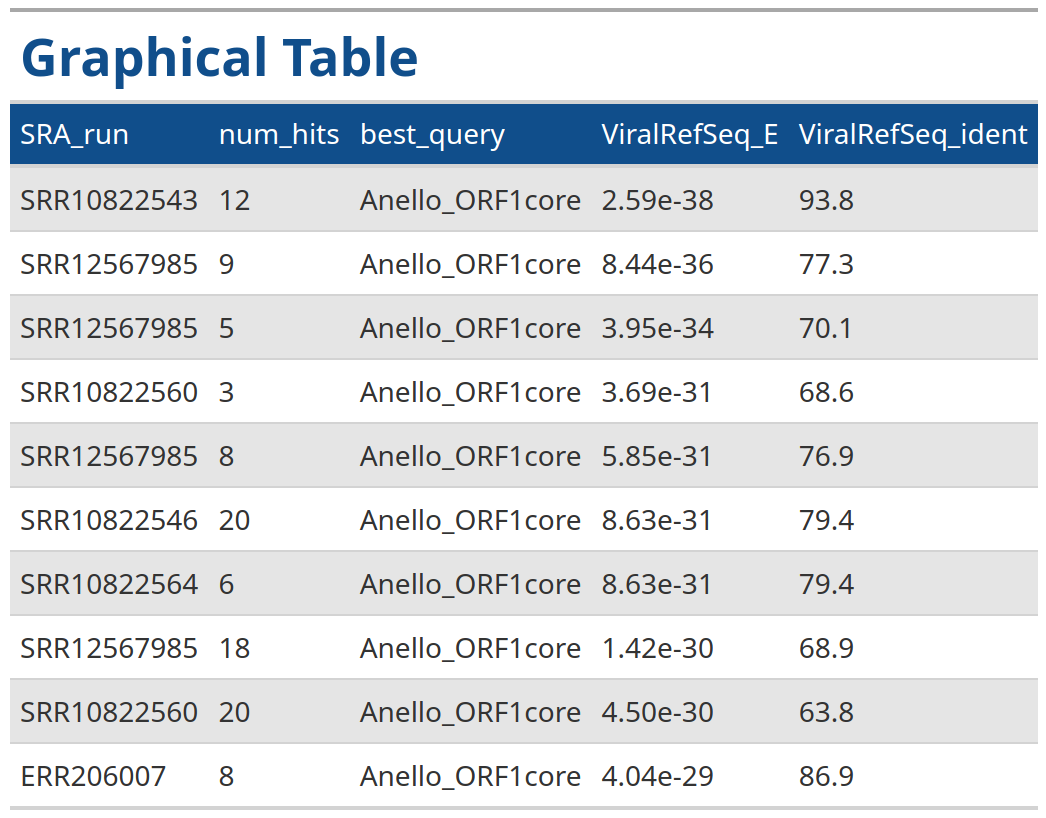 Graphical Table
SRA_run num_hits best_query ViralRefSeq_E ViralRefSeq_ident
SRR10822543 12 Anello_ORF1core 2.59e-38 93.8
SRR12567985 9 Anello_ORF1core 8.44e-36 77.3
SRR12567985 5 Anello_ORF1core 3.95e-34 70.1
SRR10822560 3 Anello_ORF1core 3.69e-31 68.6
SRR12567985 8 Anello_ORF1core 5.85e-31 76.9
SRR10822546 20 Anello_ORF1core 8.63e-31 79.4
SRR10822564 6 Anello_ORF1core 8.63e-31 79.4
SRR12567985 18 Anello_ORF1core 1.42e-30 68.9
SRR10822560 20 Anello_ORF1core 4.50e-30 63.8
ERR206007 8 Anello_ORF1core 4.04e-29 86.9